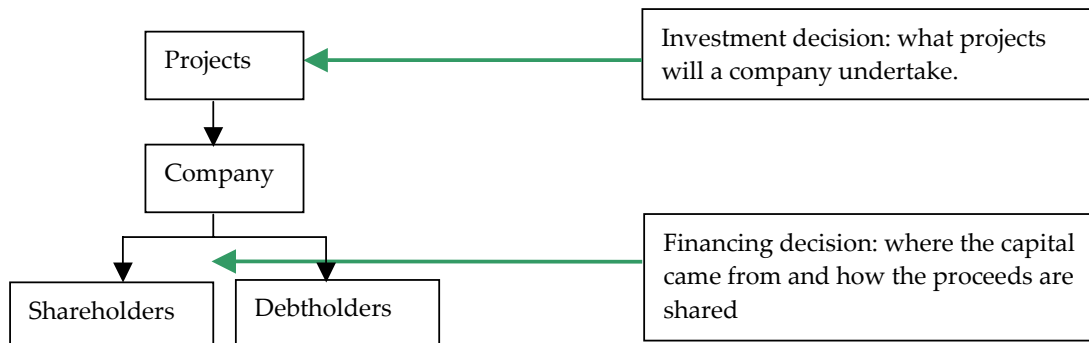 Projects
Investment decision: what projects
will a company undertake.
Company
Financing decision: where the capital
came from and how the proceeds are
shared
Shareholders
Debtholders